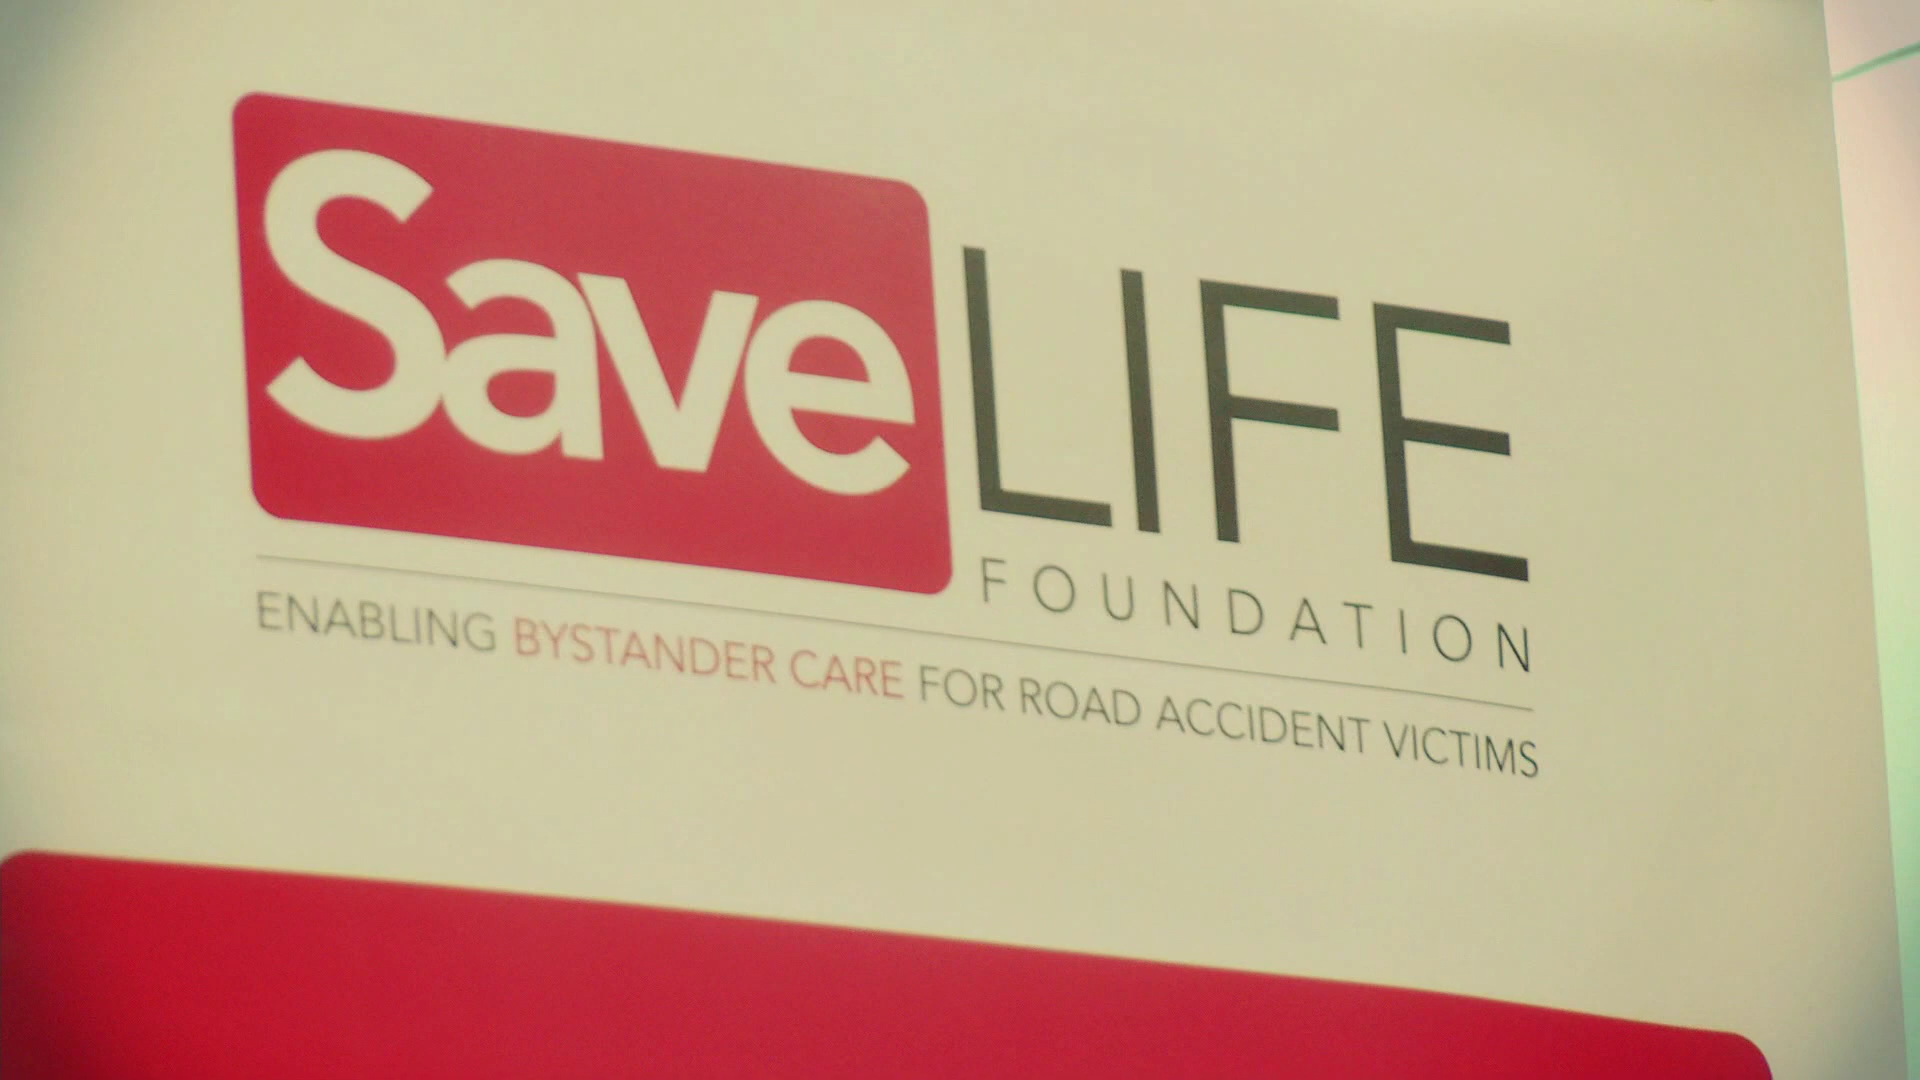 Save LIFE
FOUNDATION
ENABLING BYSTANDER CARE FOR ROAD ACCIDENT VICTIMS